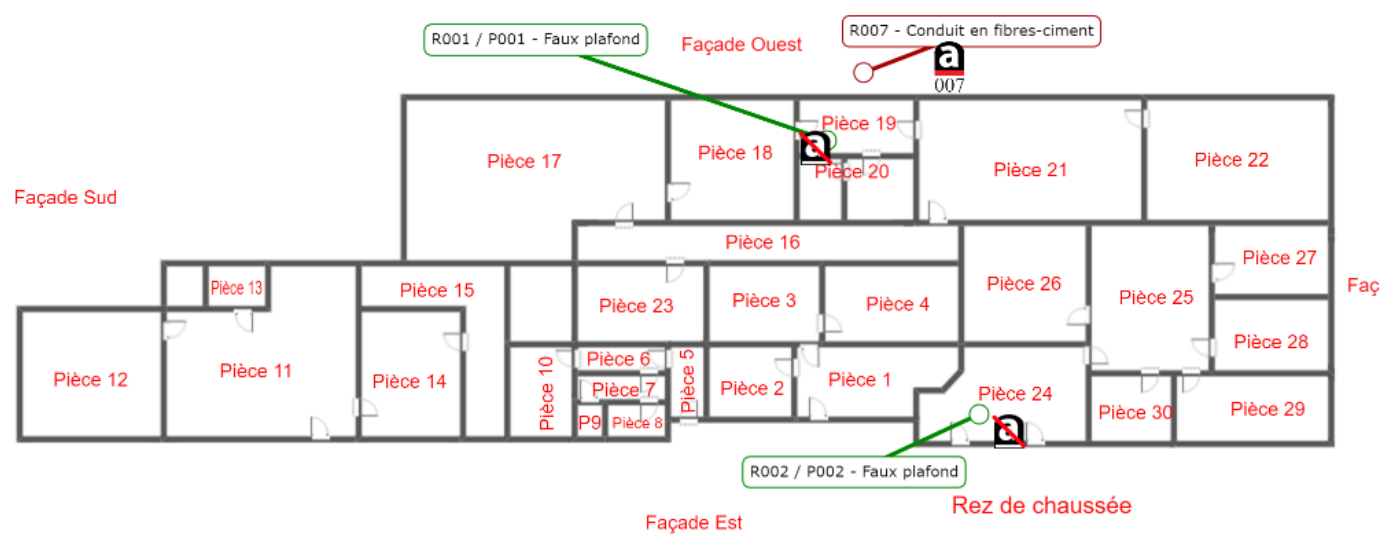 R007 - Conduit en fibres-ciment
R001 / P001 - Faux plafond
Façade Ouest
a
007
Pièce 19
a
Pièce 17
Pièce 18
Pièce 20
Pièce 21
Pièce 22
Façade Sud
Pièce 16
Pièce 27
Pièce 13
Pièce 15
Pièce 23
Pièce 3
Pièce 4
Pièce 26
Pièce 25
Faç
Pièce 28
Pièce 12
Pièce 11
Pièce 14
Pièce 10
Pièce 6
Pièce 5
Pièce 7
Pièce 2
Pièce 1
Pièce 24
P9
Pièce 8
Pièce 30
Pièce 29
a
R002 / P002 - Faux plafond
Rez de chaussée
Façade Est